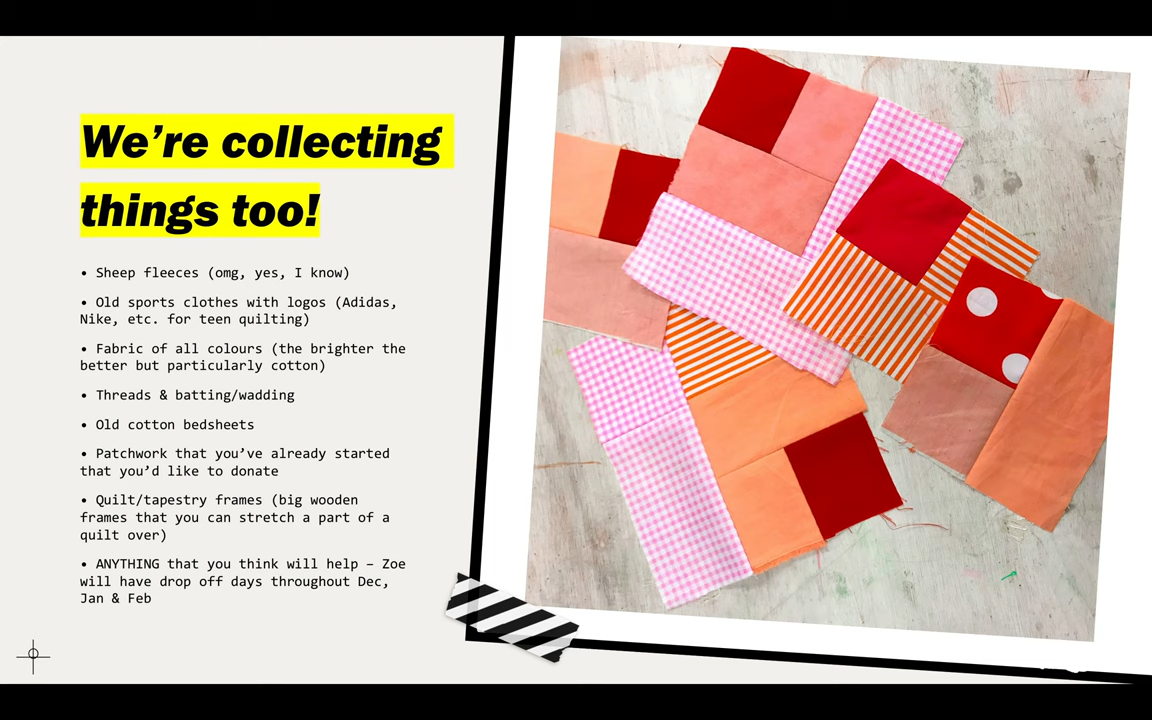 We’re collecting
things too!
• Sheep fleeces (omg, yes, I know)
• Old sports clothes with logos (Adidas,
Nike, etc. for teen quilting)
• Fabric of all colours (the brighter the
better but particularly cotton)
• Threads & batting/wadding
• Old cotton bedsheets
• Patchwork that you’ve already started
that you’d like to donate
• Quilt/tapestry frames (big wooden
frames that you can stretch a part of a
quilt over)
• ANYTHING that you think will help – Zoe
will have drop off days throughout Dec,
Jan & Feb